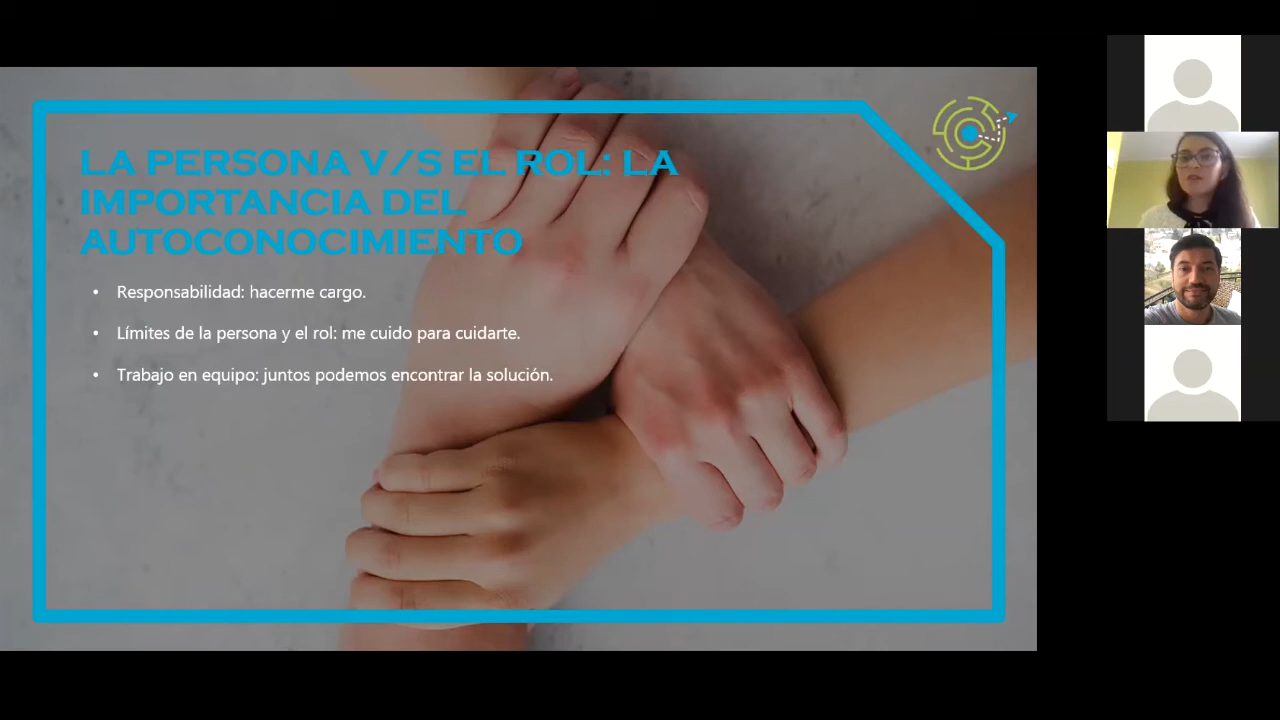 LA PERSONA V/S EL ROL: LA
IMPORTANCIA DEL
AUTOCONOCIMIENTO
• Responsabilidad: hacerme cargo.
• Límites de la persona y el rol: me cuido para cuidarte.
• Trabajo en equipo: juntos podemos encontrar la solución.